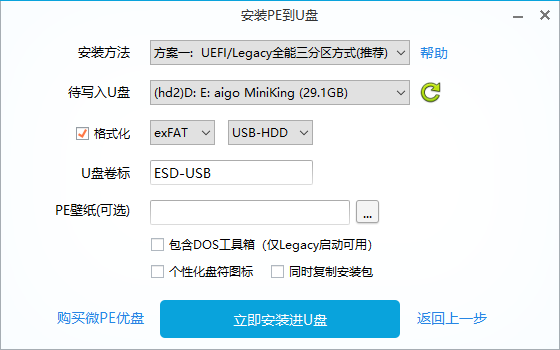 安装PE到U盘
安装方法 方案一：UEFI/Legacy全能三分区方式(推荐) 帮助
待写入U盘 (hd2)D: E: aigo MiniKing (29.1GB)
格式化 exFAT USB-HDD
U盘卷标 ESD-USB
PE壁纸(可选) ...
包含DOS工具箱（仅Legacy启动可用）
个性化盘符图标 同时复制安装包
购买微PE优盘 立即安装进U盘 返回上一步